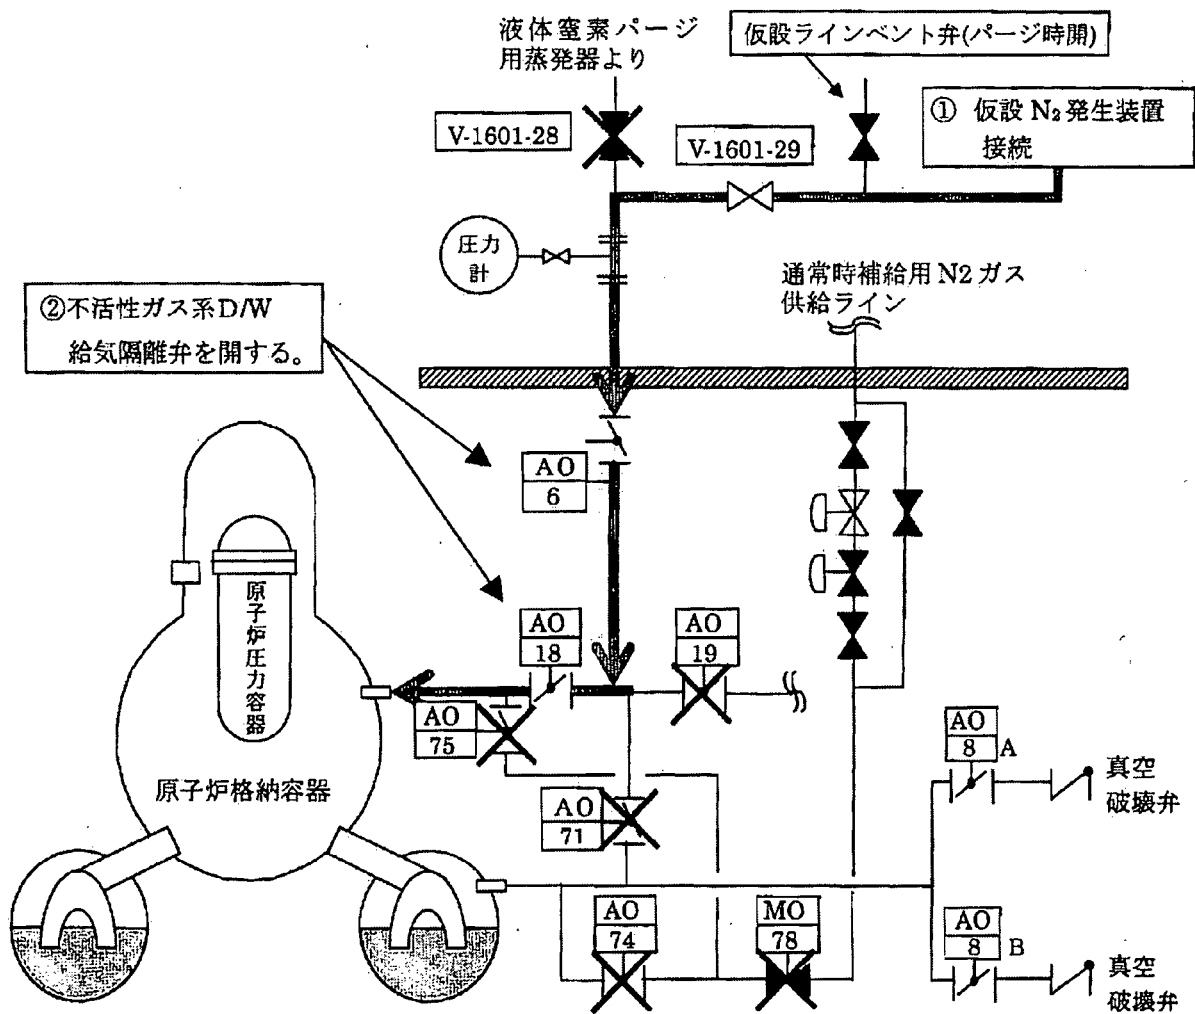 液体窒素パージ
用蒸発器より
仮設ラインベント弁(パージ時開)
① 仮設N₂発生装置
接続
V-1601-28
V-1601-29
圧力
計
通常時補給用N2ガス
供給ライン
②不活性ガス系D/W
給気隔離弁を開する。
AO
6
原子炉圧力容器
AO
18
AO
19
AO
75
原子炉格納容器
AO
71
AO
8 A
真空
破壊弁
AO
74
MO
78
AO
8 B
真空
破壊弁